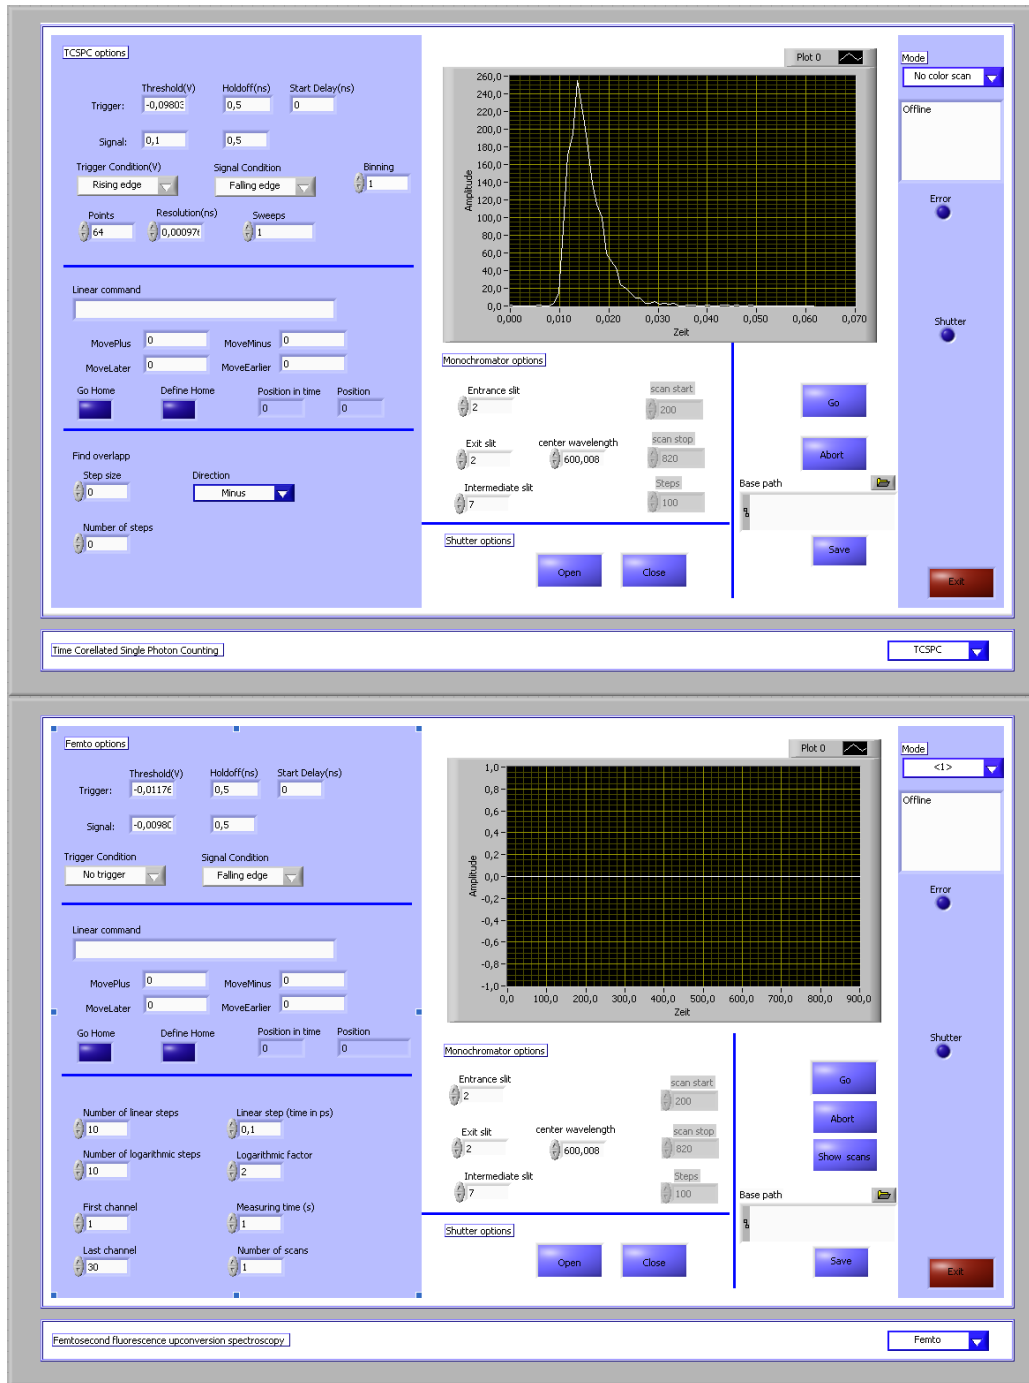 TCSPC options
Threshold(V) Holdoff(ns) Start Delay(ns)
Trigger: -0,0980 0,5 0
Signal: 0,1 0,5
Trigger Condition(V) Signal Condition Binning
Rising edge Falling edge 1
Points Resolution(ns) Sweeps
64 0,00097 1
Linear command
MovePlus 0 MoveMinus 0
MoveLater 0 MoveEarlier 0
Go Home Define Home Position in time Position
0 0
Find overlapp
Step size Direction
0 Minus
Number of steps
0
Plot 0
260,0
240,0
220,0
200,0
180,0
160,0
140,0
120,0
100,0
80,0
60,0
40,0
20,0
0,0
Amplitude
0,000 0,010 0,020 0,030 0,040 0,050 0,060 0,070
Zeit
Monochromator options
Entrance slit scan start
2 200
Exit slit center wavelength scan stop
2 600,008 820
Intermediate slit Steps
7 100
Shutter options
Open Close
Go
Abort
Base path
Save
Mode
No color scan
Offline
Error
Shutter
Exit
Time Corellated Single Photon Counting TCSPC
Femto options
Threshold(V) Holdoff(ns) Start Delay(ns)
Trigger: -0,0117 0,5 0
Signal: -0,0098 0,5
Trigger Condition Signal Condition
No trigger Falling edge
Linear command
MovePlus 0 MoveMinus 0
MoveLater 0 MoveEarlier 0
Go Home Define Home Position in time Position
0 0
Number of linear steps Linear step (time in ps)
10 0,1
Number of logarithmic steps Logarithmic factor
10 2
First channel Measuring time (s)
1 1
Last channel Number of scans
30 1
Plot 0
1,0
0,8
0,6
0,4
0,2
0,0
-0,2
-0,4
-0,6
-0,8
-1,0
Amplitude
0,0 100,0 200,0 300,0 400,0 500,0 600,0 700,0 800,0 900,0
Zeit
Monochromator options
Entrance slit scan start
2 200
Exit slit center wavelength scan stop
2 600,008 820
Intermediate slit Steps
7 100
Shutter options
Open Close
Go
Abort
Show scans
Base path
Save
Mode
<1>
Offline
Error
Shutter
Exit
Femtosecond fluorescence upconversion spectroscopy Femto